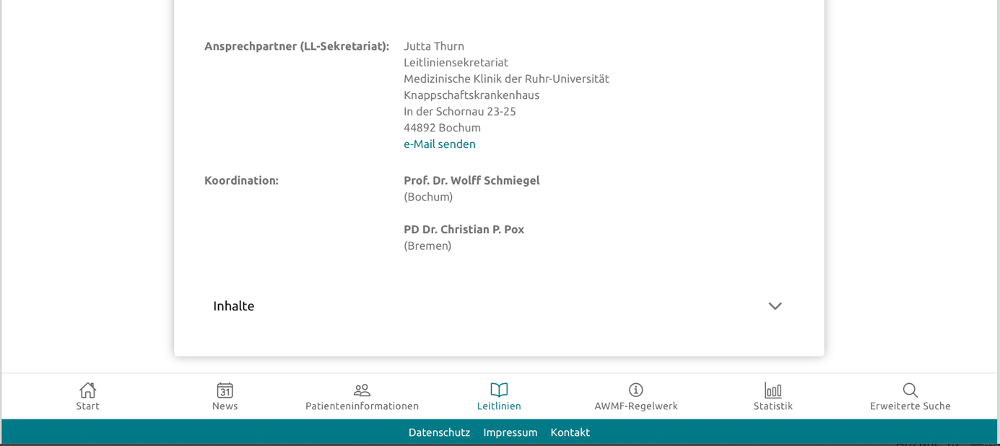 Ansprechpartner (LL-Sekretariat): Jutta Thurn
Leitliniensekretariat
Medizinische Klinik der Ruhr-Universität
Knappschaftskrankenhaus
In der Schornau 23-25
44892 Bochum
e-Mail senden
Koordination: Prof. Dr. Wolff Schmiegel
(Bochum)
PD Dr. Christian P. Pox
(Bremen)
Inhalte
31
Start News Patienteninformationen Leitlinien AWMF-Regelwerk Statistik Erweiterte Suche
Datenschutz Impressum Kontakt